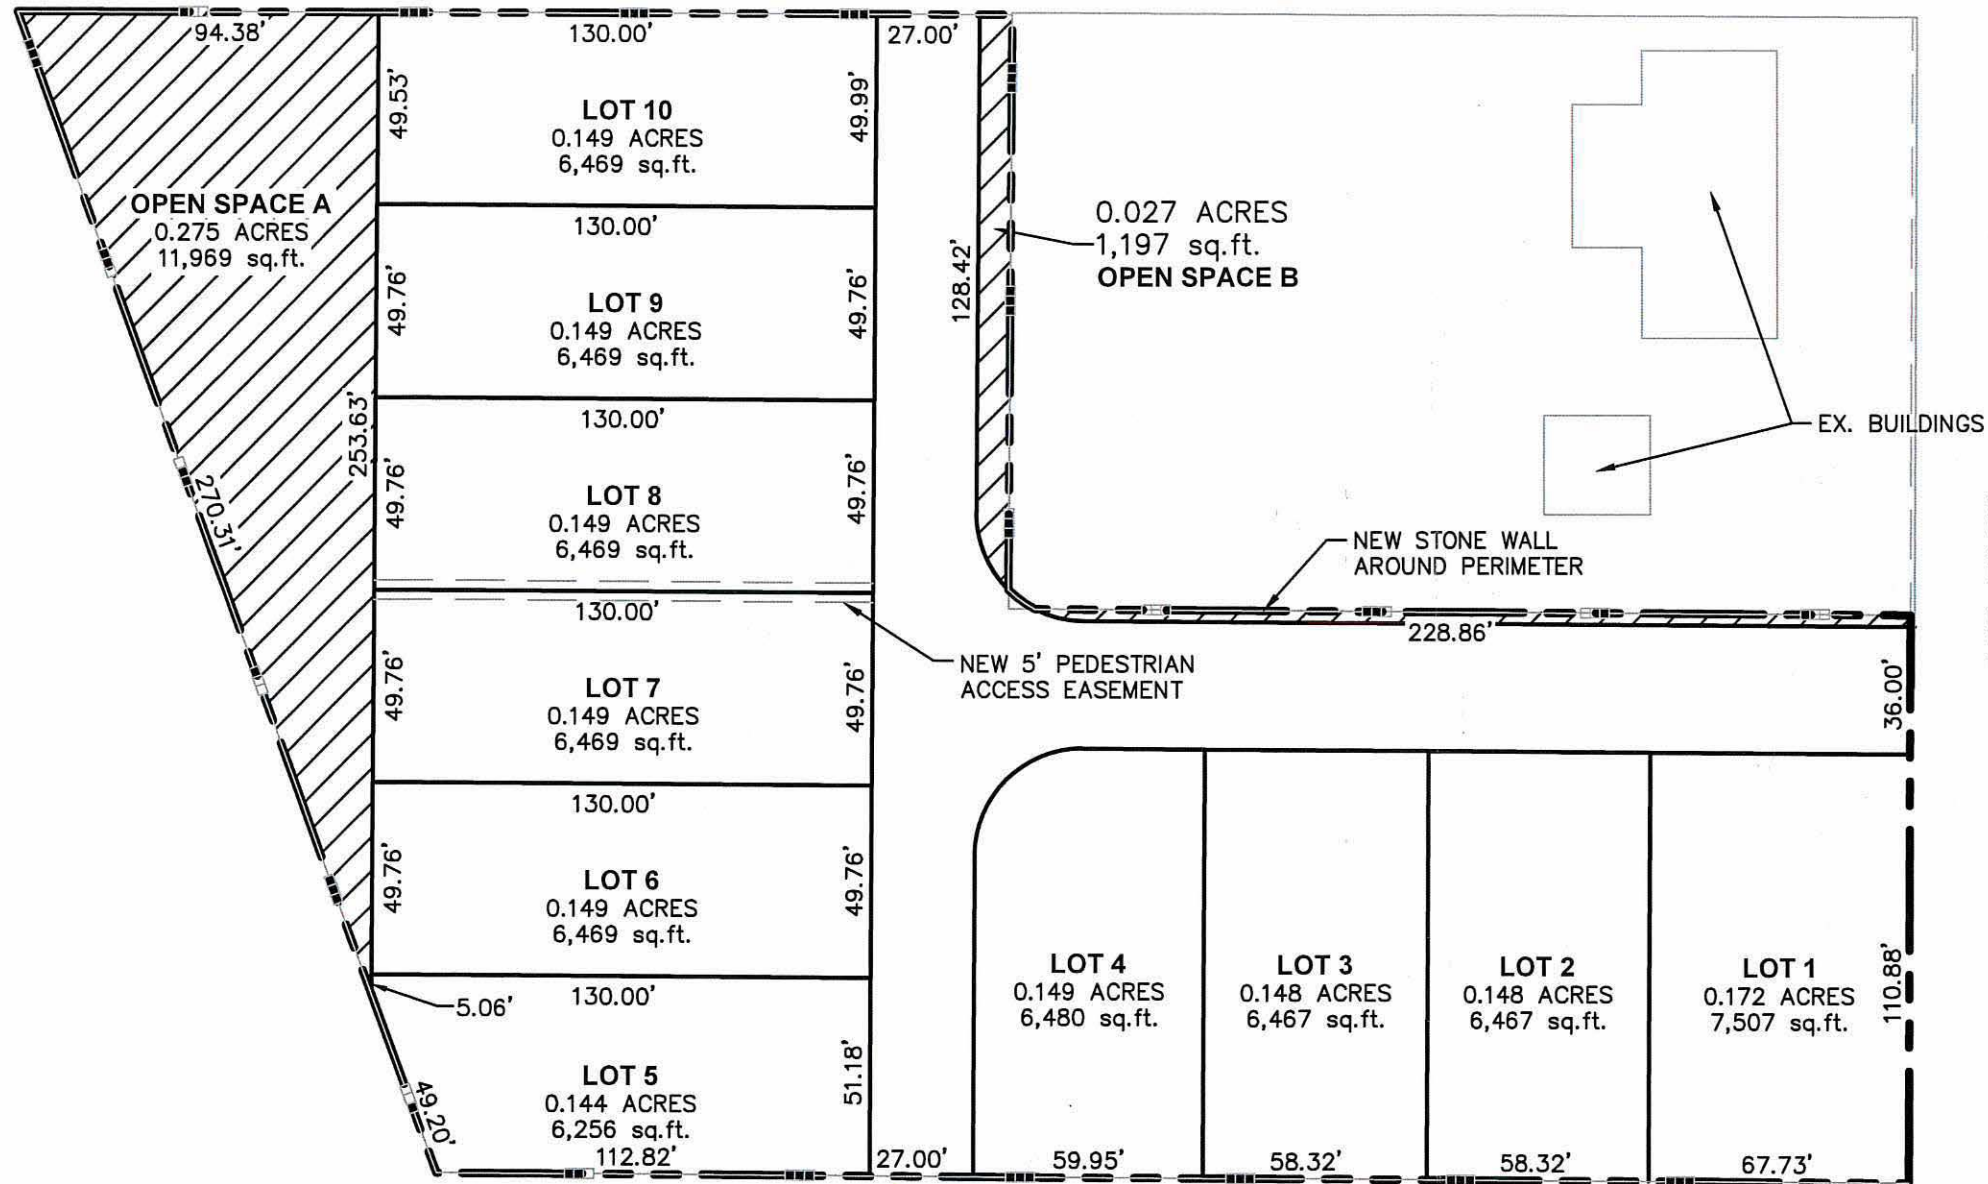 94.38'
130.00'
27.00'
49.53'
49.99'
LOT 10
0.149 ACRES
6,469 sq.ft.
OPEN SPACE A
0.275 ACRES
11,969 sq.ft.
130.00'
49.76'
49.76'
LOT 9
0.149 ACRES
6,469 sq.ft.
128.42'
0.027 ACRES
1,197 sq.ft.
OPEN SPACE B
EX. BUILDINGS
253.63'
270.31'
130.00'
49.76'
49.76'
LOT 8
0.149 ACRES
6,469 sq.ft.
NEW STONE WALL
AROUND PERIMETER
228.86'
130.00'
NEW 5' PEDESTRIAN
ACCESS EASEMENT
49.76'
49.76'
LOT 7
0.149 ACRES
6,469 sq.ft.
36.00'
130.00'
49.76'
49.76'
LOT 6
0.149 ACRES
6,469 sq.ft.
5.06'
130.00'
LOT 4
0.149 ACRES
6,480 sq.ft.
LOT 3
0.148 ACRES
6,467 sq.ft.
LOT 2
0.148 ACRES
6,467 sq.ft.
LOT 1
0.172 ACRES
7,507 sq.ft.
110.88'
51.18'
LOT 5
0.144 ACRES
6,256 sq.ft.
49.20'
112.82'
27.00'
59.95'
58.32'
58.32'
67.73'